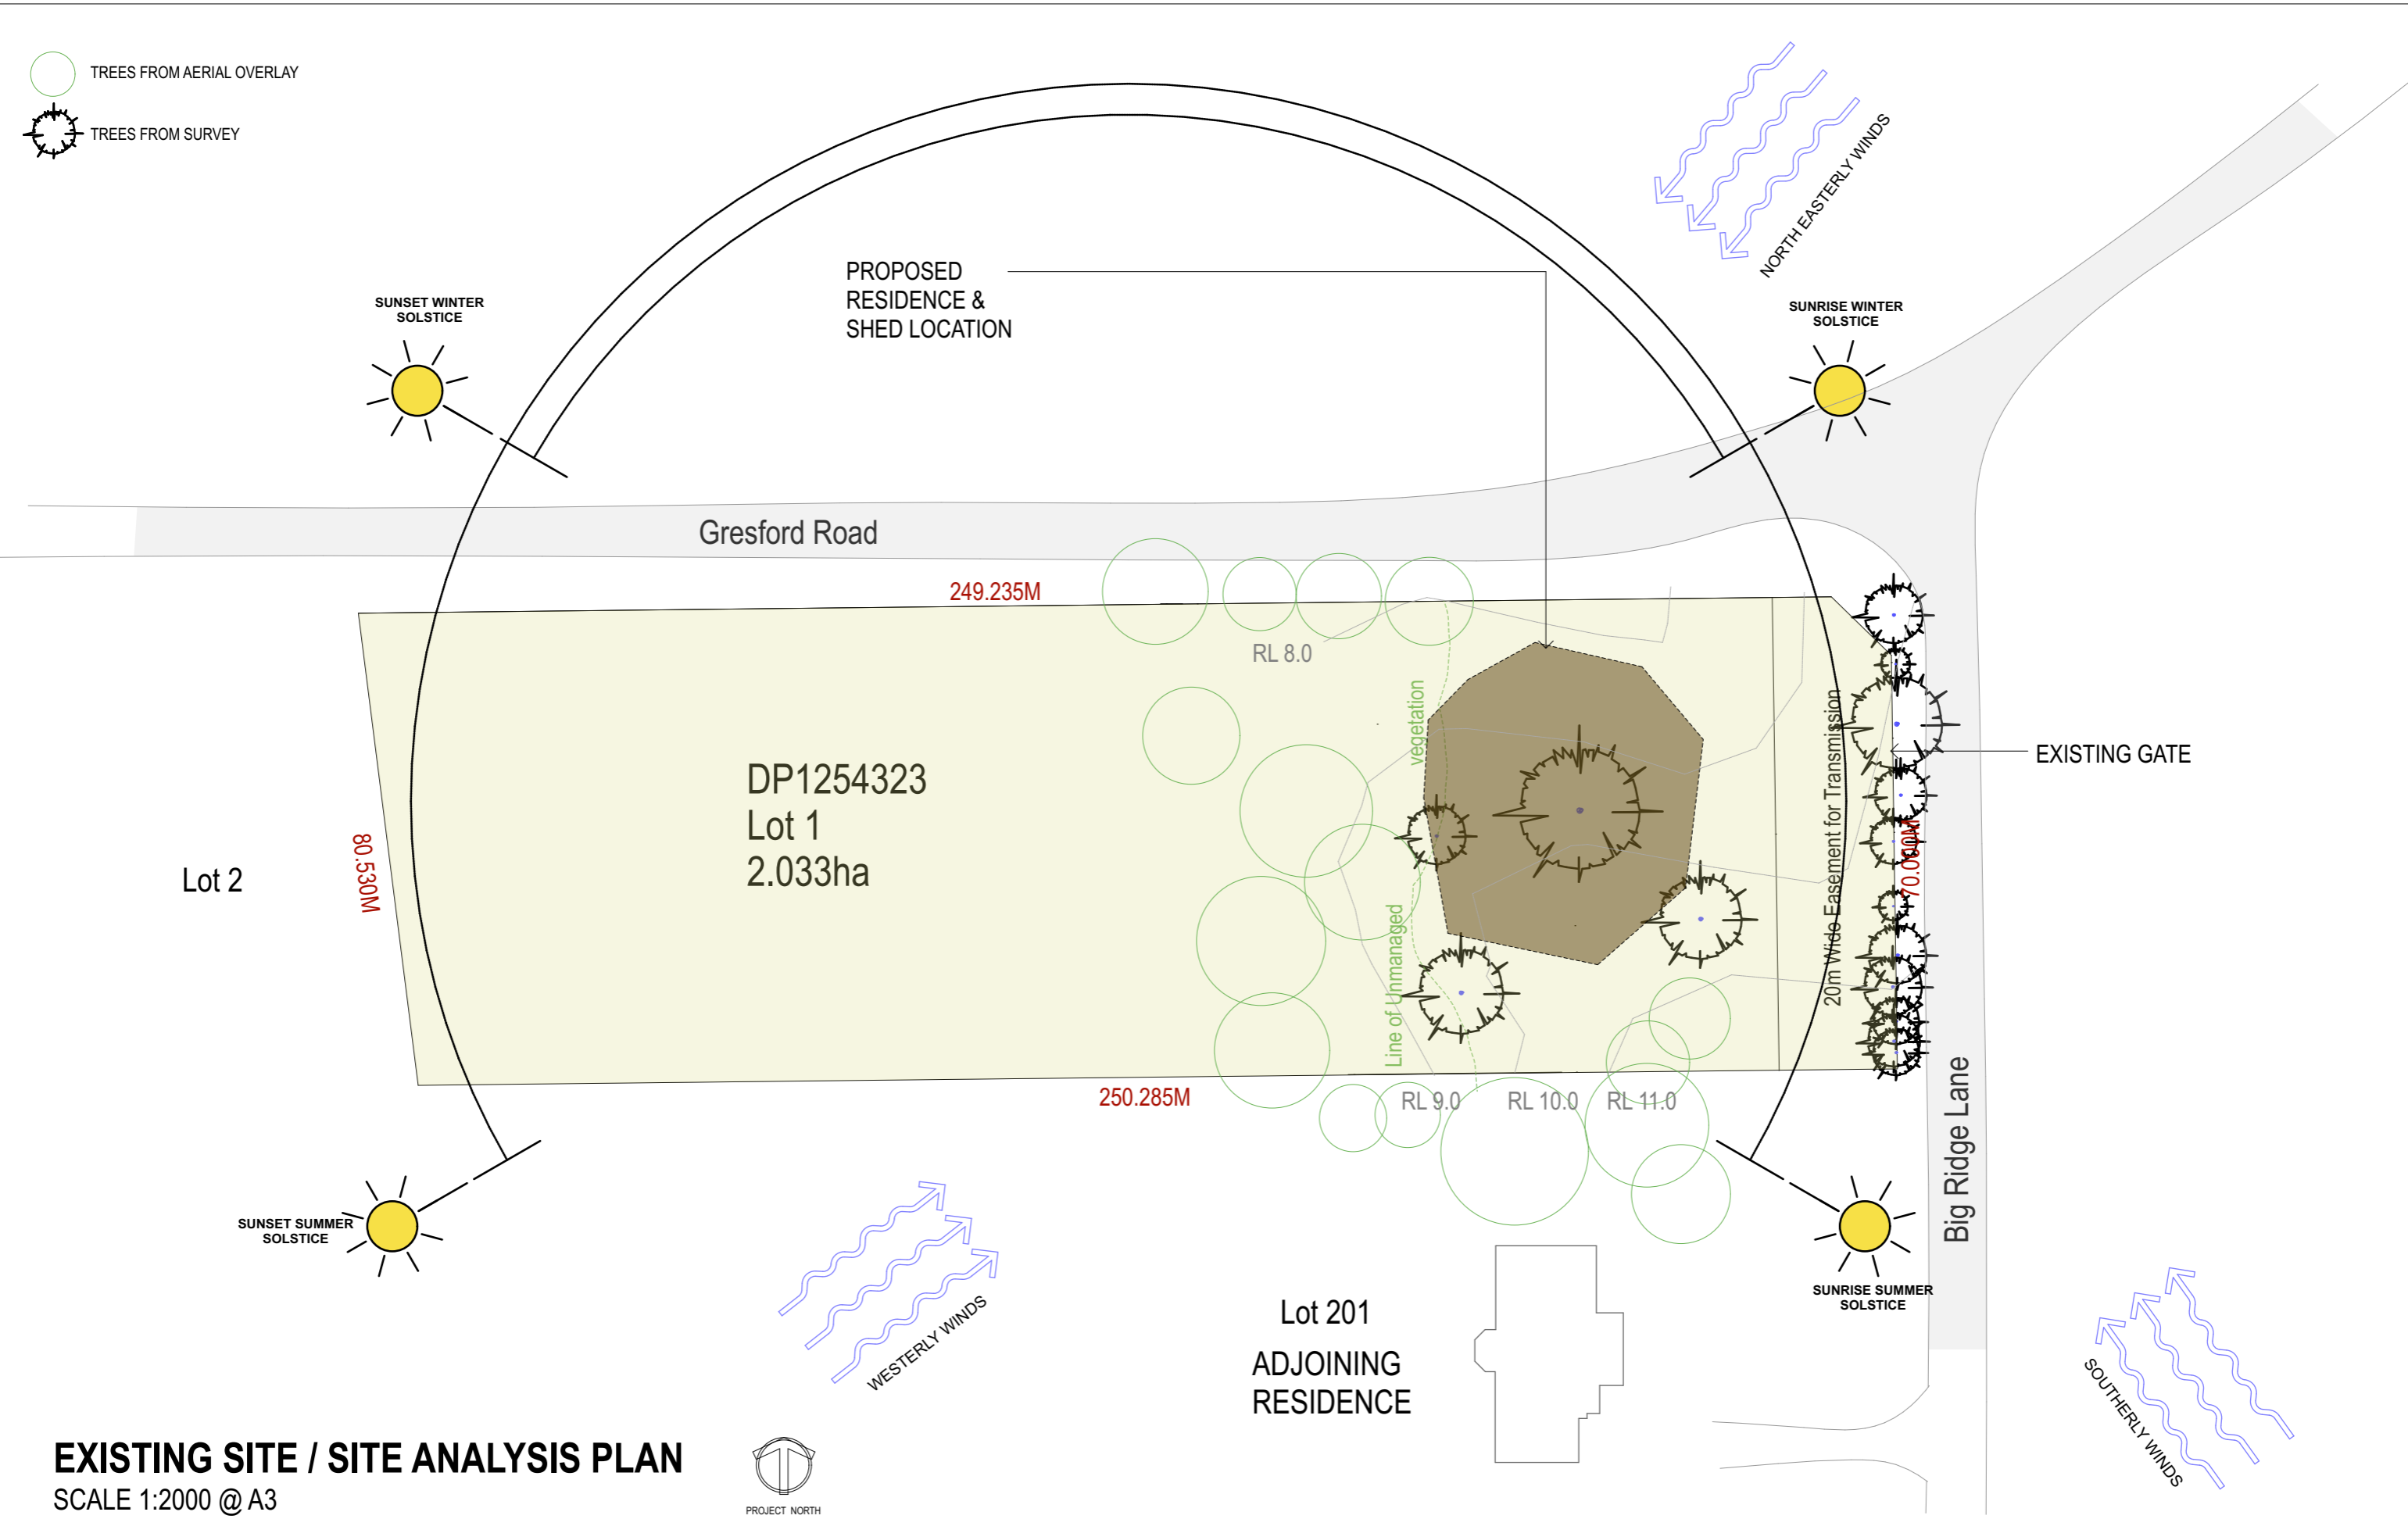 TREES FROM AERIAL OVERLAY
TREES FROM SURVEY
NORTH EASTERLY WINDS
PROPOSED
RESIDENCE &
SHED LOCATION
SUNSET WINTER
SOLSTICE
SUNRISE WINTER
SOLSTICE
Gresford Road
249.235M
RL 8.0
vegetation
Line of Unmanaged
20m Wide Easement for Transmission
EXISTING GATE
DP1254323
Lot 1
2.033ha
Lot 2
80.530M
70.000M
250.285M
RL 9.0
RL 10.0
RL 11.0
Big Ridge Lane
SUNSET SUMMER
SOLSTICE
WESTERLY WINDS
SUNRISE SUMMER
SOLSTICE
Lot 201
ADJOINING
RESIDENCE
SOUTHERLY WINDS
EXISTING SITE / SITE ANALYSIS PLAN
SCALE 1:2000 @ A3
PROJECT NORTH